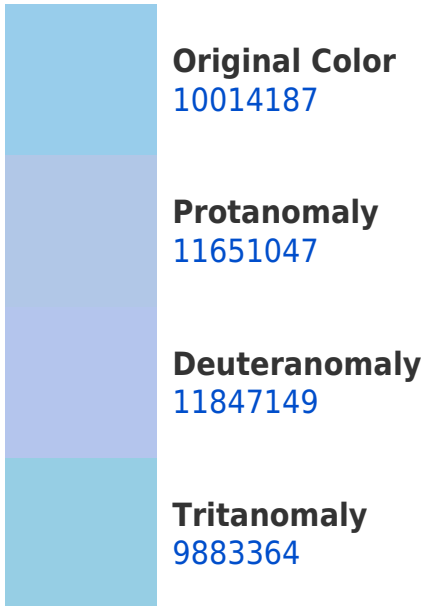 Original Color
10014187
Protanomaly
11651047
Deuteranomaly
11847149
Tritanomaly
9883364